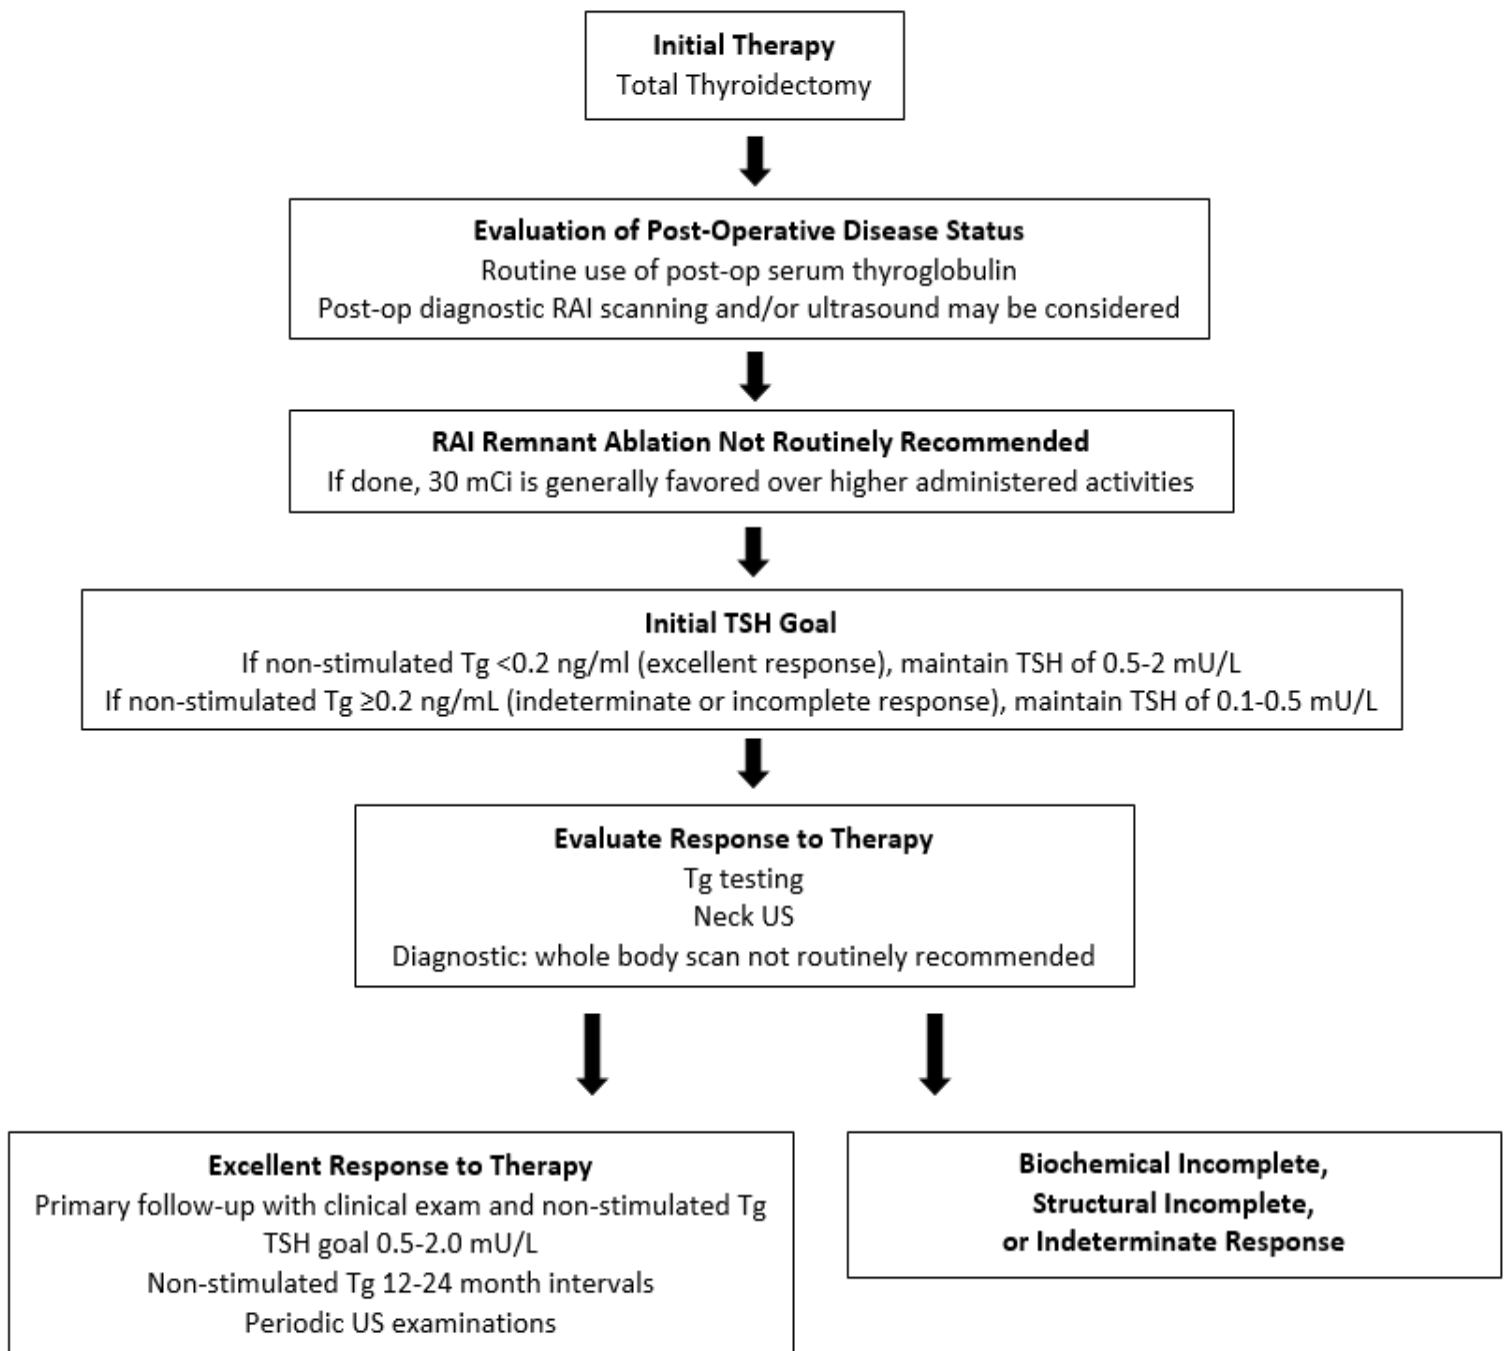 Initial Therapy
Total Thyroidectomy
Evaluation of Post-Operative Disease Status
Routine use of post-op serum thyroglobulin
Post-op diagnostic RAI scanning and/or ultrasound may be considered
RAI Remnant Ablation Not Routinely Recommended
If done, 30 mCi is generally favored over higher administered activities
Initial TSH Goal
If non-stimulated Tg <0.2 ng/ml (excellent response), maintain TSH of 0.5-2 mU/L
If non-stimulated Tg ≥0.2 ng/mL (indeterminate or incomplete response), maintain TSH of 0.1-0.5 mU/L
Evaluate Response to Therapy
Tg testing
Neck US
Diagnostic: whole body scan not routinely recommended
Excellent Response to Therapy
Primary follow-up with clinical exam and non-stimulated Tg
TSH goal 0.5-2.0 mU/L
Non-stimulated Tg 12-24 month intervals
Periodic US examinations
Biochemical Incomplete,
Structural Incomplete,
or Indeterminate Response